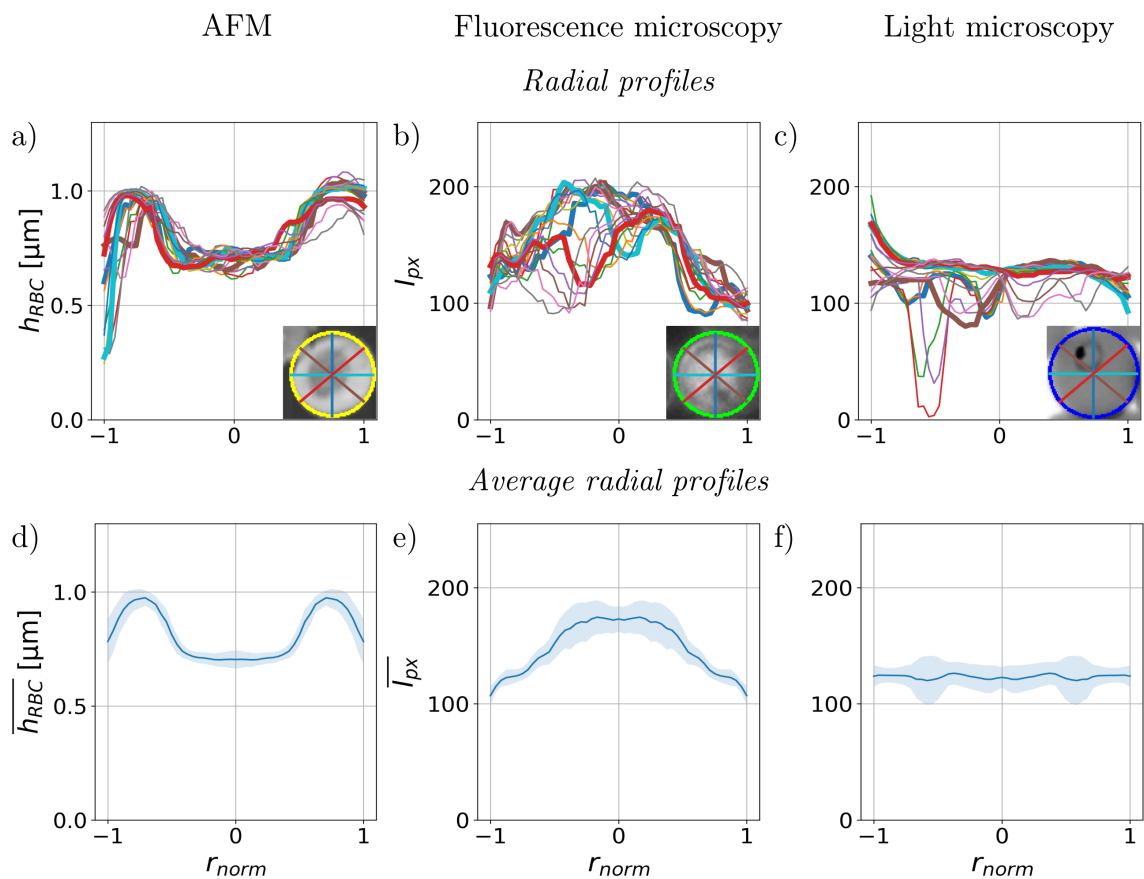 AFM Fluorescence microscopy Light microscopy
Radial profiles
a) b) c)
h_RBC [µm]
1.0
0.5
0.0
−1 0 1
I_px
200
100
0
−1 0 1
200
100
0
−1 0 1
Average radial profiles
d) e) f)
h_RBC [µm]
1.0
0.5
0.0
−1 0 1
r_norm
I_px
200
100
0
−1 0 1
r_norm
200
100
0
−1 0 1
r_norm